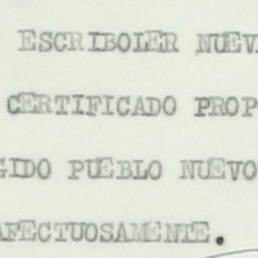 ESCRIBOLER NUEV
CERTIFICADO PROP
GIDO PUEBLO NUEVO
AFECTUOSAMENTE.